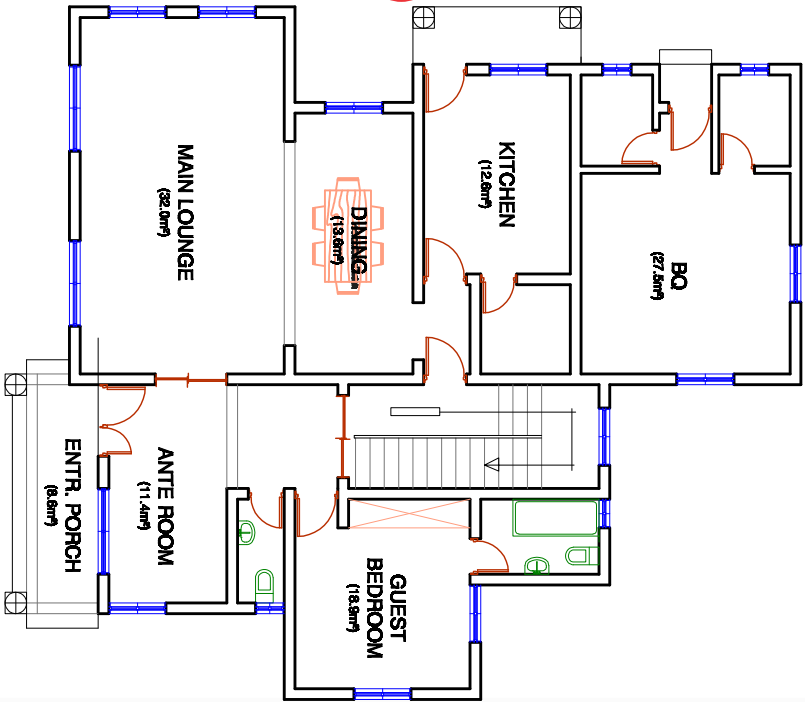 MAIN LOUNGE
(32.0m²)
DINING
(13.6m²)
KITCHEN
(12.6m²)
BQ
(27.5m²)
ENTR. PORCH
(8.6m²)
ANTE ROOM
(11.4m²)
GUEST
BEDROOM
(18.9m²)